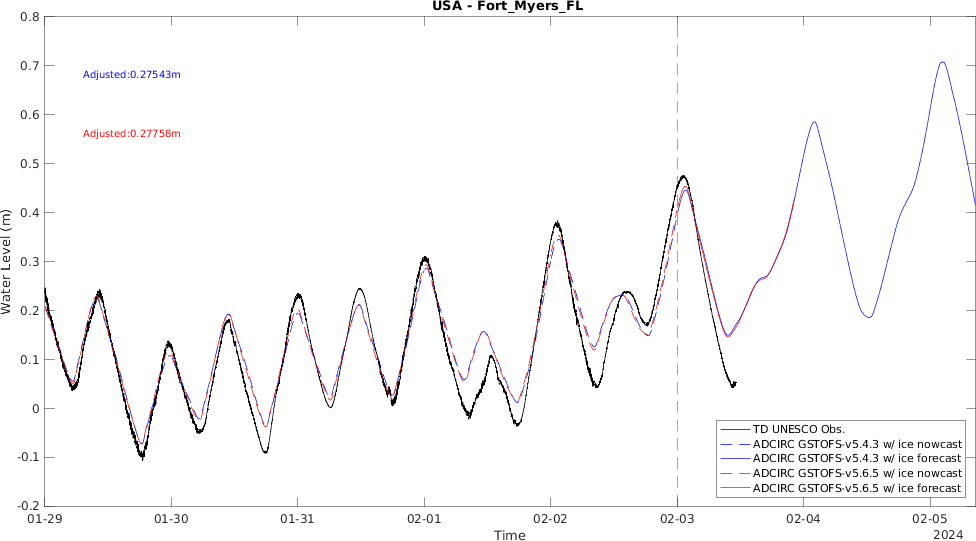 USA - Fort_Myers_FL
0.8
0.7
0.6
0.5
0.4
0.3
0.2
0.1
0
-0.1
-0.2
Water Level (m)
Adjusted:0.27543m
Adjusted:0.27758m
TD UNESCO Obs.
ADCIRC GSTOFS-v5.4.3 w/ ice nowcast
ADCIRC GSTOFS-v5.4.3 w/ ice forecast
ADCIRC GSTOFS-v5.6.5 w/ ice nowcast
ADCIRC GSTOFS-v5.6.5 w/ ice forecast
01-29 01-30 01-31 02-01 02-02 02-03 02-04 02-05
Time
2024